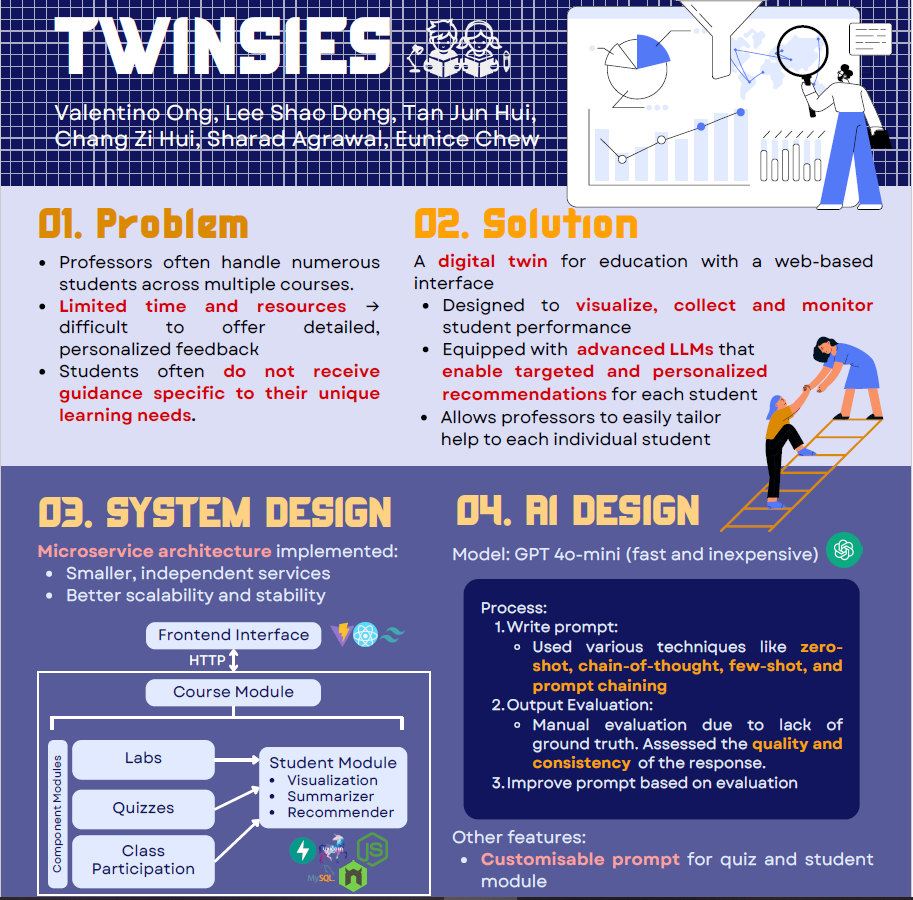 TWINSIES
Valentino Ong, Lee Shao Dong, Tan Jun Hui,
Chang Zi Hui, Sharad Agrawal, Eunice Chew
01. Problem
Professors often handle numerous
students across multiple courses.
Limited time and resources →
difficult to offer detailed,
personalized feedback
Students often do not receive
guidance specific to their unique
learning needs.
02. Solution
A digital twin for education with a web-based
interface
Designed to visualize, collect and monitor
student performance
Equipped with advanced LLMs that
enable targeted and personalized
recommendations for each student
Allows professors to easily tailor
help to each individual student
03. SYSTEM DESIGN
Microservice architecture implemented:
Smaller, independent services
Better scalability and stability
Frontend Interface
HTTP
Course Module
Component Modules
Labs
Quizzes
Class
Participation
Student Module
Visualization
Summarizer
Recommender
JS
MySQL
04. AI DESIGN
Model: GPT 4o-mini (fast and inexpensive)
Process:
1. Write prompt:
Used various techniques like zero-
shot, chain-of-thought, few-shot, and
prompt chaining
2. Output Evaluation:
Manual evaluation due to lack of
ground truth. Assessed the quality and
consistency of the response.
3. Improve prompt based on evaluation
Other features:
Customisable prompt for quiz and student
module